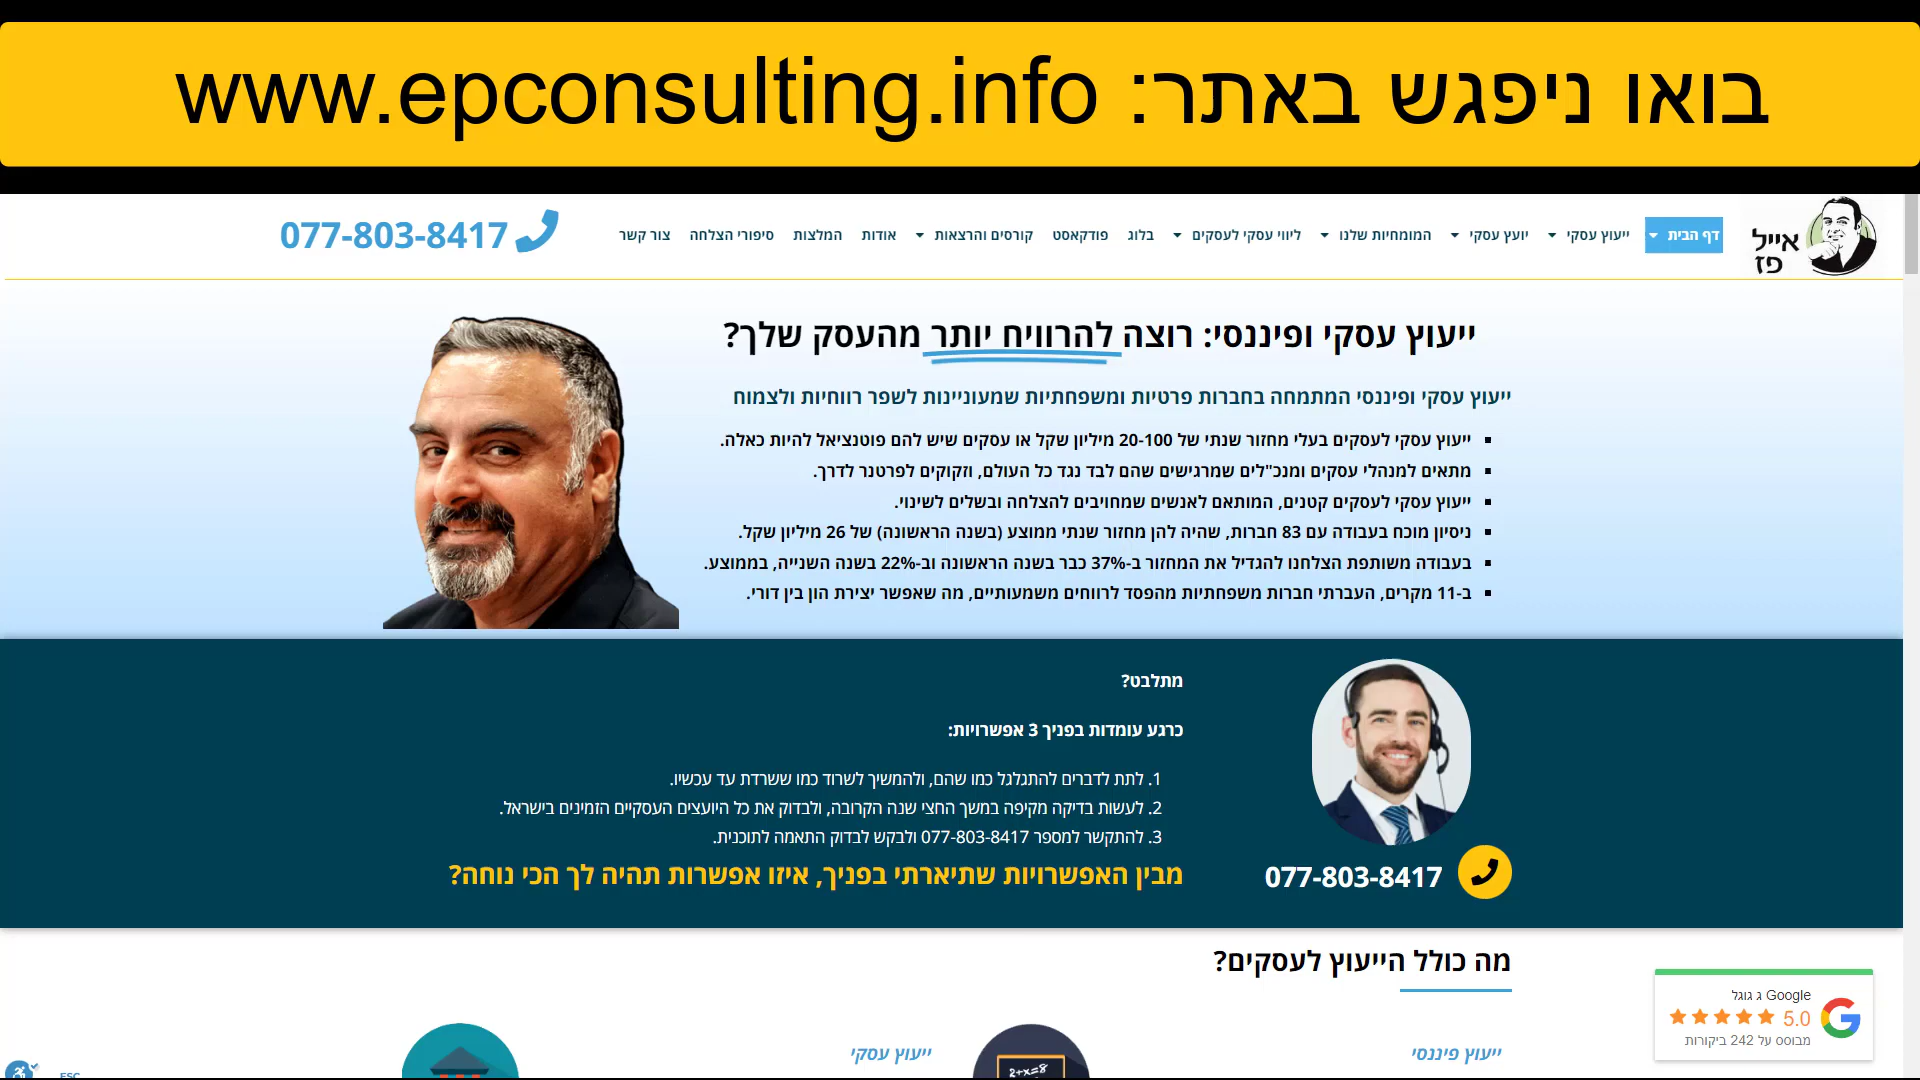 בואו ניפגש באתר: www.epconsulting.info
אייל
פז
דף הבית
ייעוץ עסקי
יועץ עסקי
המומחיות שלנו
ליווי עסקי לעסקים
בלוג
פודקאסט
קורסים והרצאות
אודות
המלצות
סיפורי הצלחה
צור קשר
077-803-8417
ייעוץ עסקי ופיננסי: רוצה להרוויח יותר מהעסק שלך?
ייעוץ עסקי ופיננסי המתמחה בחברות פרטיות ומשפחתיות שמעוניינות לשפר רווחיות ולצמוח
ייעוץ עסקי לעסקים בעלי מחזור שנתי של 20-100 מיליון שקל או עסקים שיש להם פוטנציאל להיות כאלה.
מתאים למנהלי עסקים ומנכ"לים שמרגישים שהם לבד נגד כל העולם, וזקוקים לפרטנר לדרך.
ייעוץ עסקי לעסקים קטנים, המותאם לאנשים שמחויבים להצלחה ובשלים לשינוי.
ניסיון מוכח בעבודה עם 83 חברות, שהיה להן מחזור שנתי ממוצע (בשנה הראשונה) של 26 מיליון שקל.
בעבודה משותפת הצלחנו להגדיל את המחזור ב-37% כבר בשנה הראשונה וב-22% בשנה השנייה, בממוצע.
ב-11 מקרים, העברתי חברות משפחתיות מהפסד לרווחים משמעותיים, מה שאפשר יצירת הון בין דורי.
מתלבט?
כרגע עומדות בפניך 3 אפשרויות:
1. לתת לדברים להתגלגל כמו שהם, ולהמשיך לשרוד כמו ששרדת עד עכשיו.
2. לעשות בדיקה מקיפה במשך החצי שנה הקרובה, ולבדוק את כל היועצים העסקיים הזמינים בישראל.
3. להתקשר למספר 077-803-8417 ולבקש לבדוק התאמה לתוכנית.
מבין האפשרויות שתיארתי בפניך, איזו אפשרות תהיה לך הכי נוחה?
077-803-8417
מה כולל הייעוץ לעסקים?
ייעוץ פיננסי
2+x=8
ייעוץ עסקי
Google ג גוגל
5.0
מבוסס על 242 ביקורות
ESC